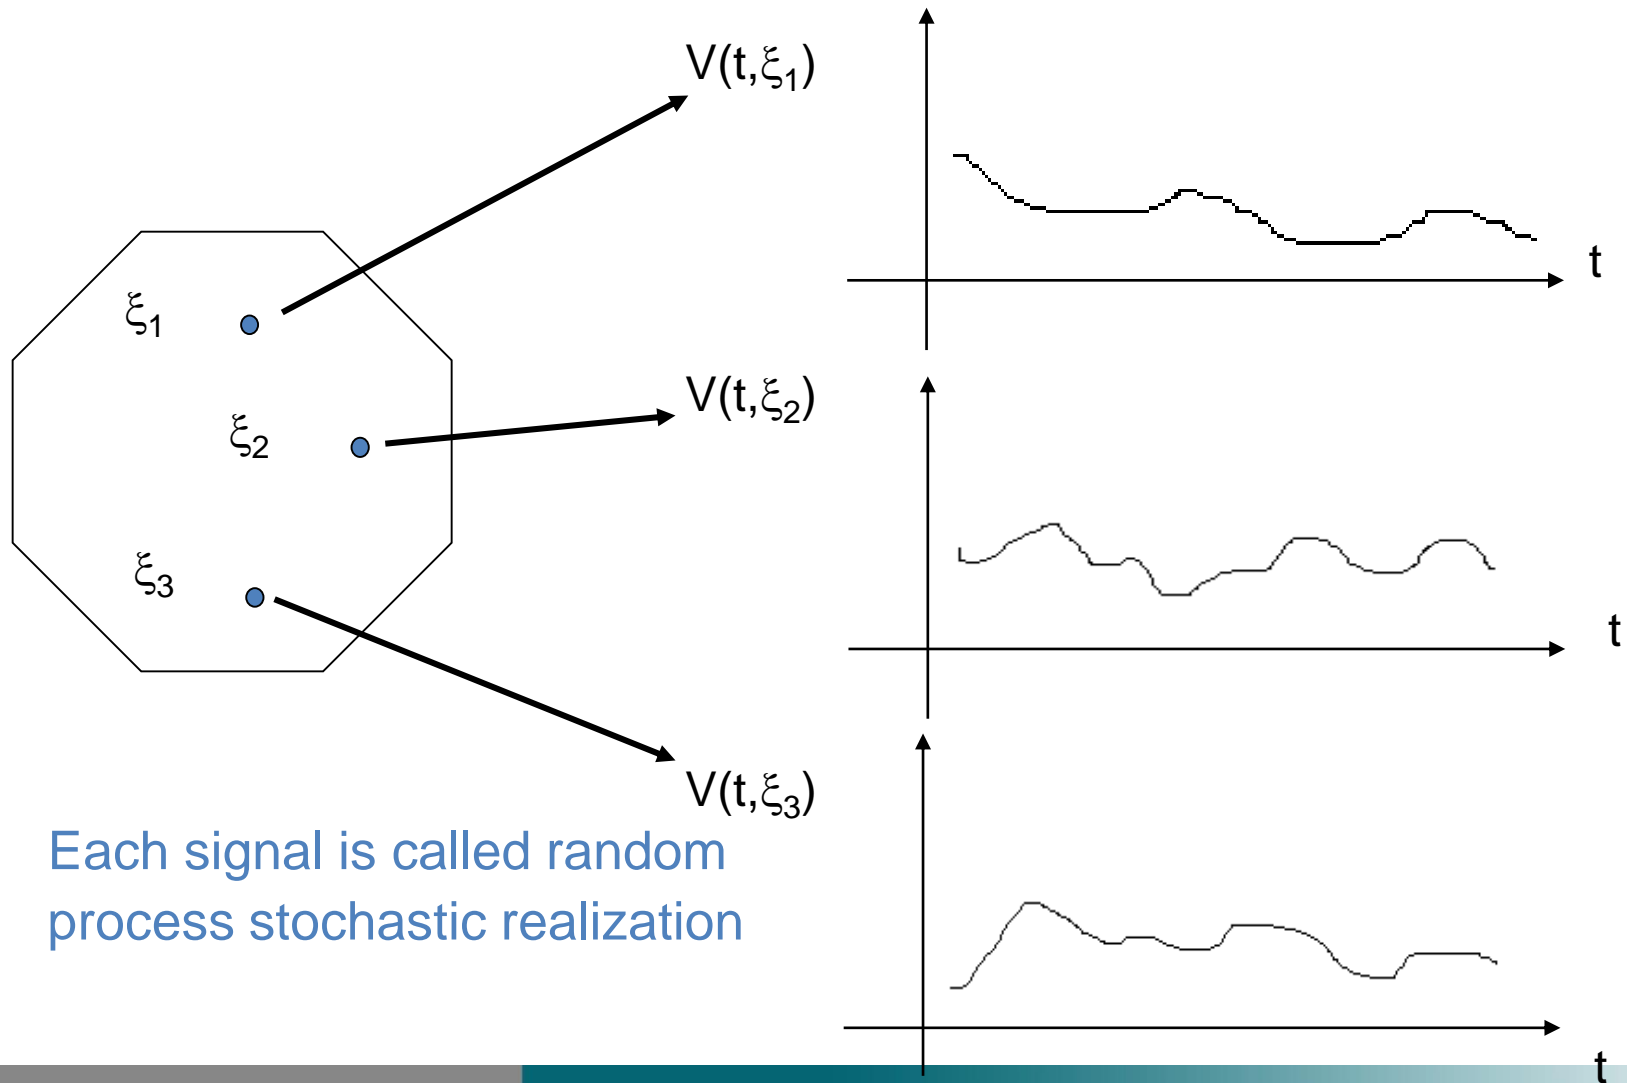 V(t,ξ₁)
t
ξ₁
V(t,ξ₂)
ξ₂
t
ξ₃
V(t,ξ₃)
Each signal is called random
process stochastic realization
t